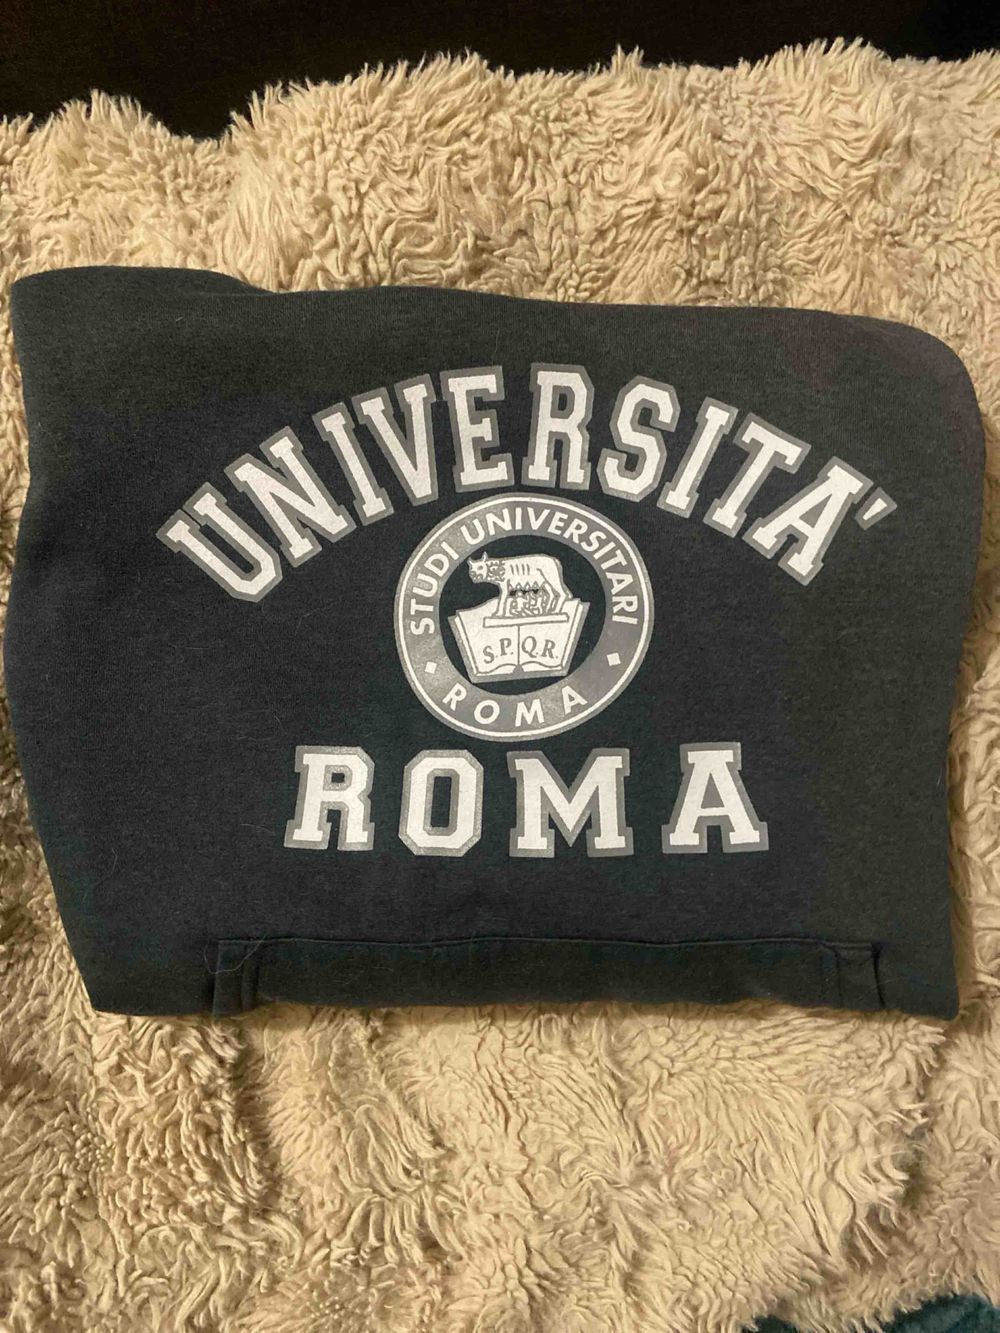 UNIVERSITA'
STUDI UNIVERSITARI
S.P.Q.R.
ROMA
ROMA